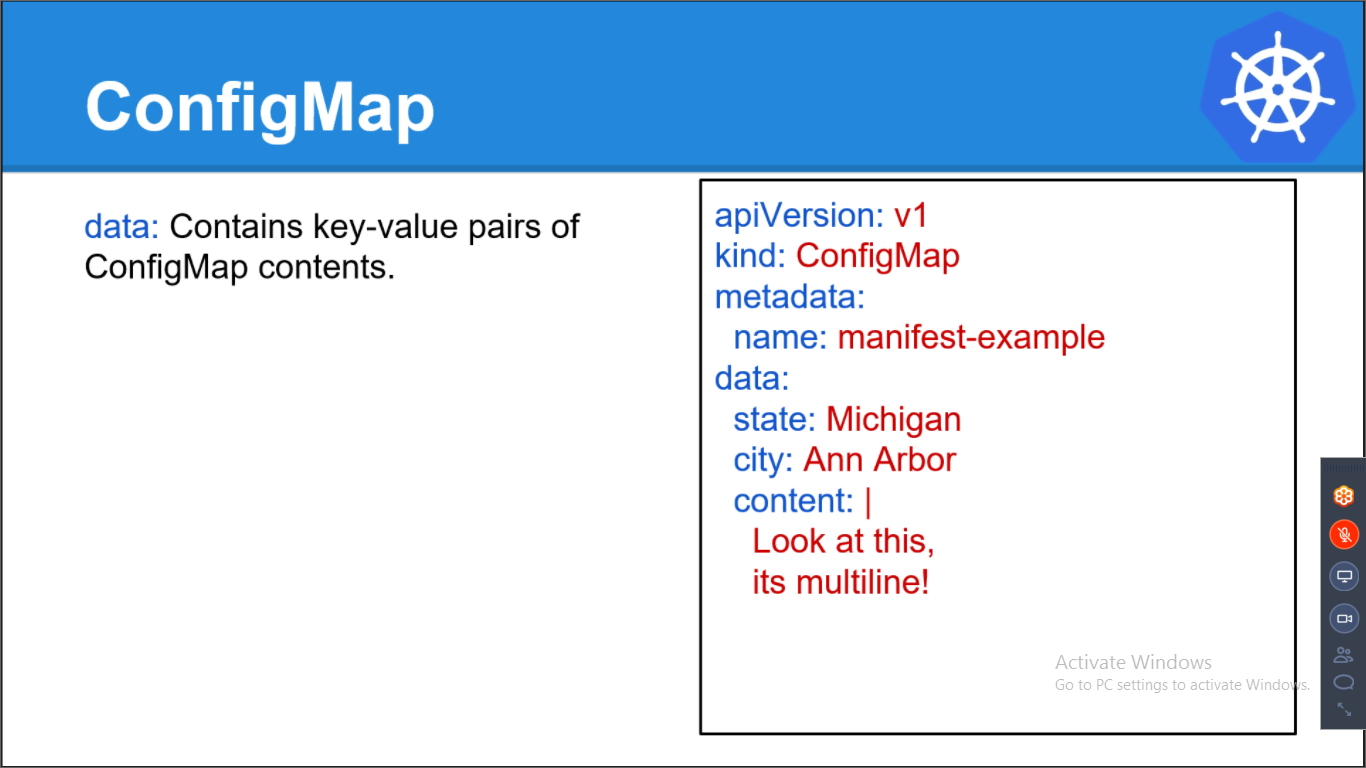 ConfigMap
data: Contains key-value pairs of
ConfigMap contents.
apiVersion: v1
kind: ConfigMap
metadata:
  name: manifest-example
data:
  state: Michigan
  city: Ann Arbor
  content: |
    Look at this,
    its multiline!
Activate Windows
Go to PC settings to activate Windows.